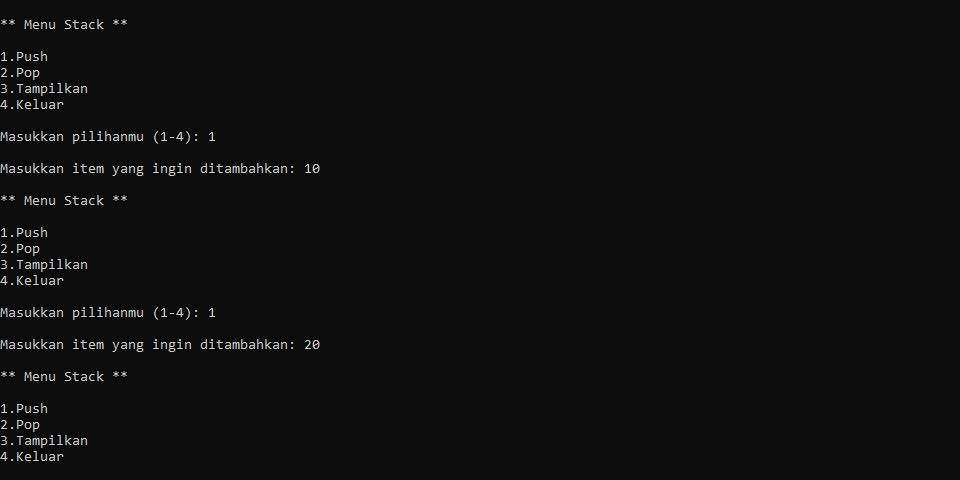 ** Menu Stack **
1.Push
2.Pop
3.Tampilkan
4.Keluar
Masukkan pilihanmu (1-4): 1
Masukkan item yang ingin ditambahkan: 10
** Menu Stack **
1.Push
2.Pop
3.Tampilkan
4.Keluar
Masukkan pilihanmu (1-4): 1
Masukkan item yang ingin ditambahkan: 20
** Menu Stack **
1.Push
2.Pop
3.Tampilkan
4.Keluar